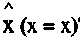 x̂ (x = x)'